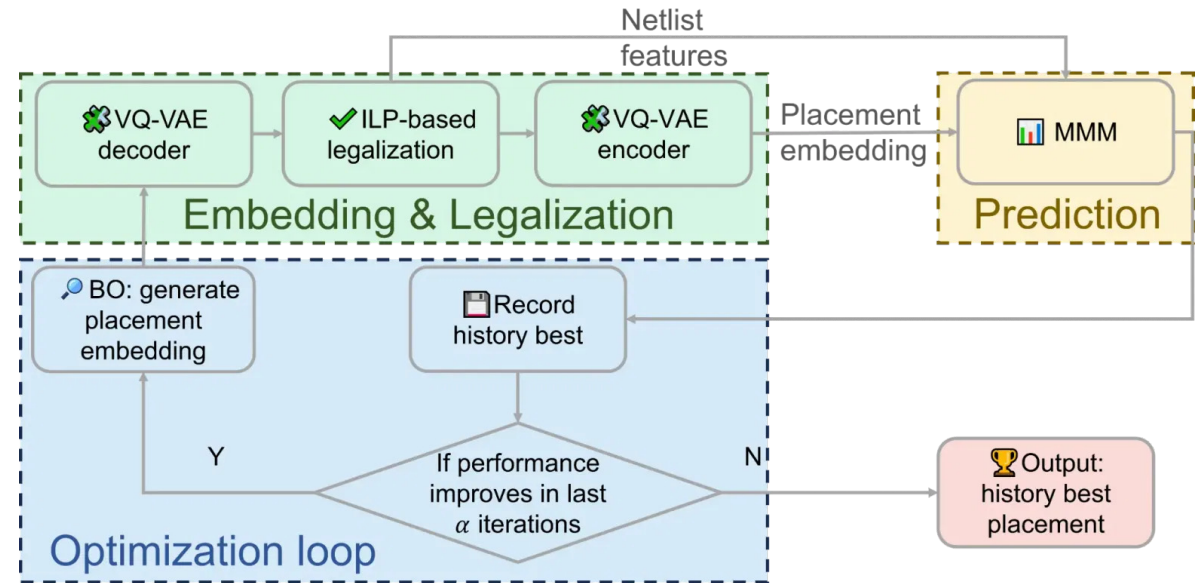 Netlist
features
VQ-VAE
decoder
ILP-based
legalization
VQ-VAE
encoder
Placement
embedding
MMM
Embedding & Legalization
Prediction
BO: generate
placement
embedding
Record
history best
Y
If performance
improves in last
α iterations
N
Output:
history best
placement
Optimization loop